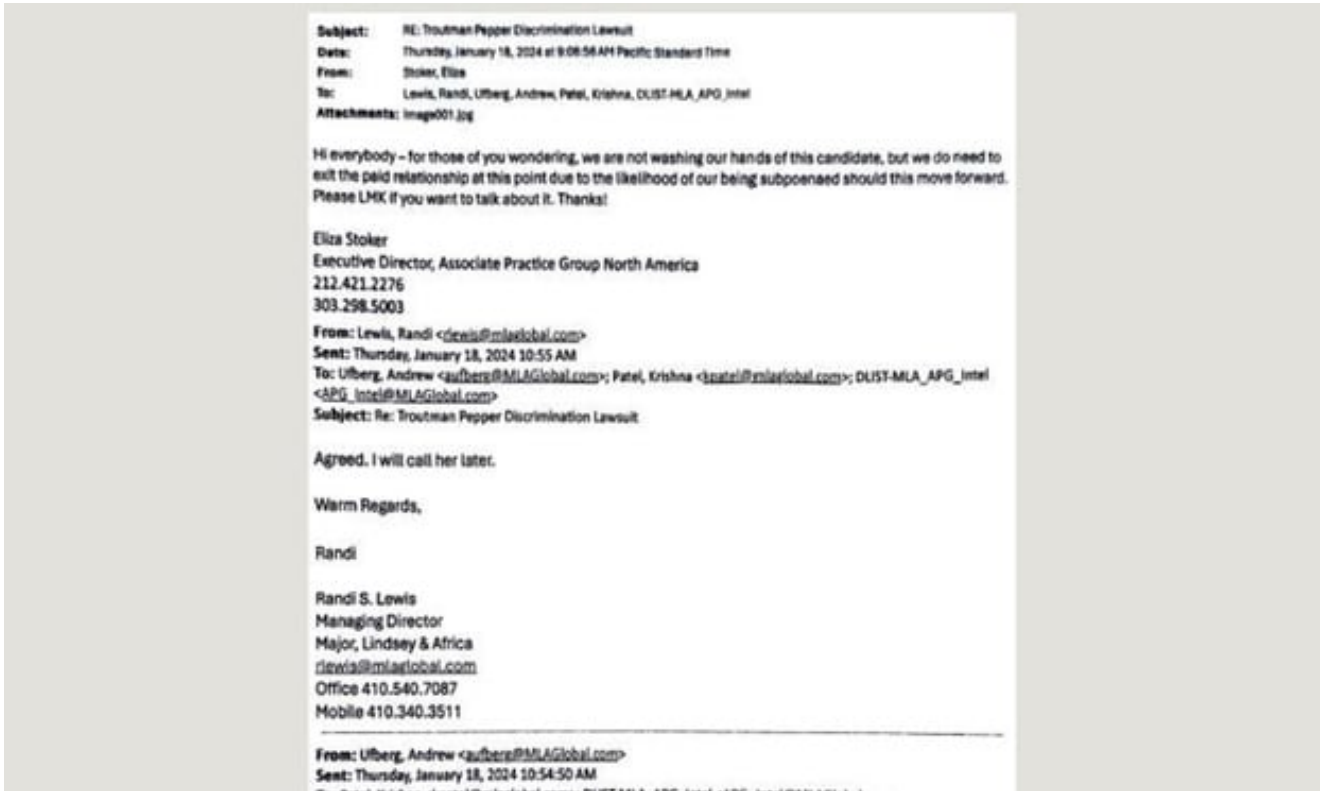 Subject: RE: Troutman Pepper Discrimination Lawsuit
Date: Thursday, January 18, 2024 at 9:08:58 AM Pacific Standard Time
From: Stoker, Eliza
To: Lewis, Randi, Ufberg, Andrew, Patel, Krishna, DLIST-MLA_APG_Intel
Attachments: image001.jpg
Hi everybody – for those of you wondering, we are not washing our hands of this candidate, but we do need to
exit the paid relationship at this point due to the likelihood of our being subpoenaed should this move forward.
Please LMK if you want to talk about it. Thanks!
Eliza Stoker
Executive Director, Associate Practice Group North America
212.421.2276
303.298.5003
From: Lewis, Randi <rlewis@mlaglobal.com>
Sent: Thursday, January 18, 2024 10:55 AM
To: Ufberg, Andrew <aufberg@MLAGlobal.com>; Patel, Krishna <kpatel@mlaglobal.com>; DLIST-MLA_APG_Intel
<APG_Intel@MLAGlobal.com>
Subject: Re: Troutman Pepper Discrimination Lawsuit
Agreed. I will call her later.
Warm Regards,
Randi
Randi S. Lewis
Managing Director
Major, Lindsey & Africa
rlewis@mlaglobal.com
Office 410.540.7087
Mobile 410.340.3511
From: Ufberg, Andrew <aufberg@MLAGlobal.com>
Sent: Thursday, January 18, 2024 10:54:50 AM